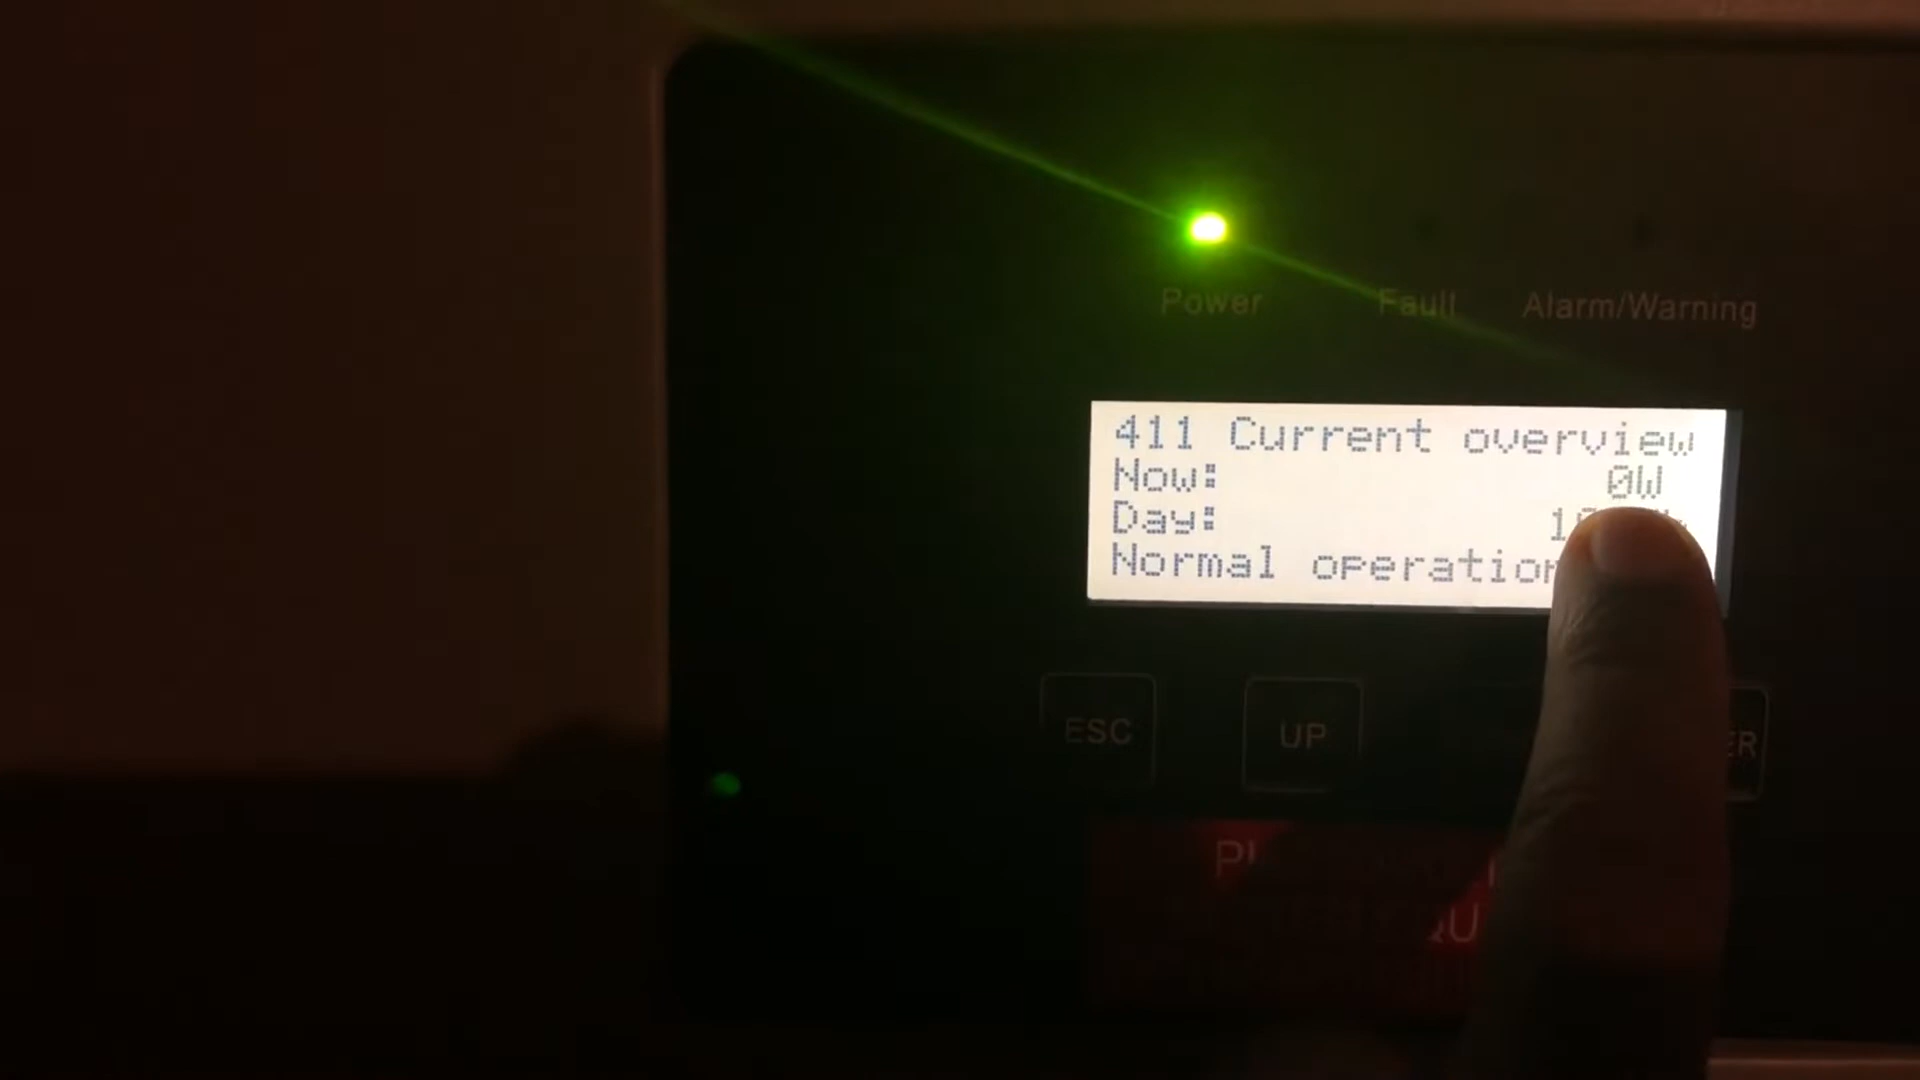 Power Fault Alarm/Warning
411 Current overview
Now: 0W
Day:
Normal operation
ESC UP